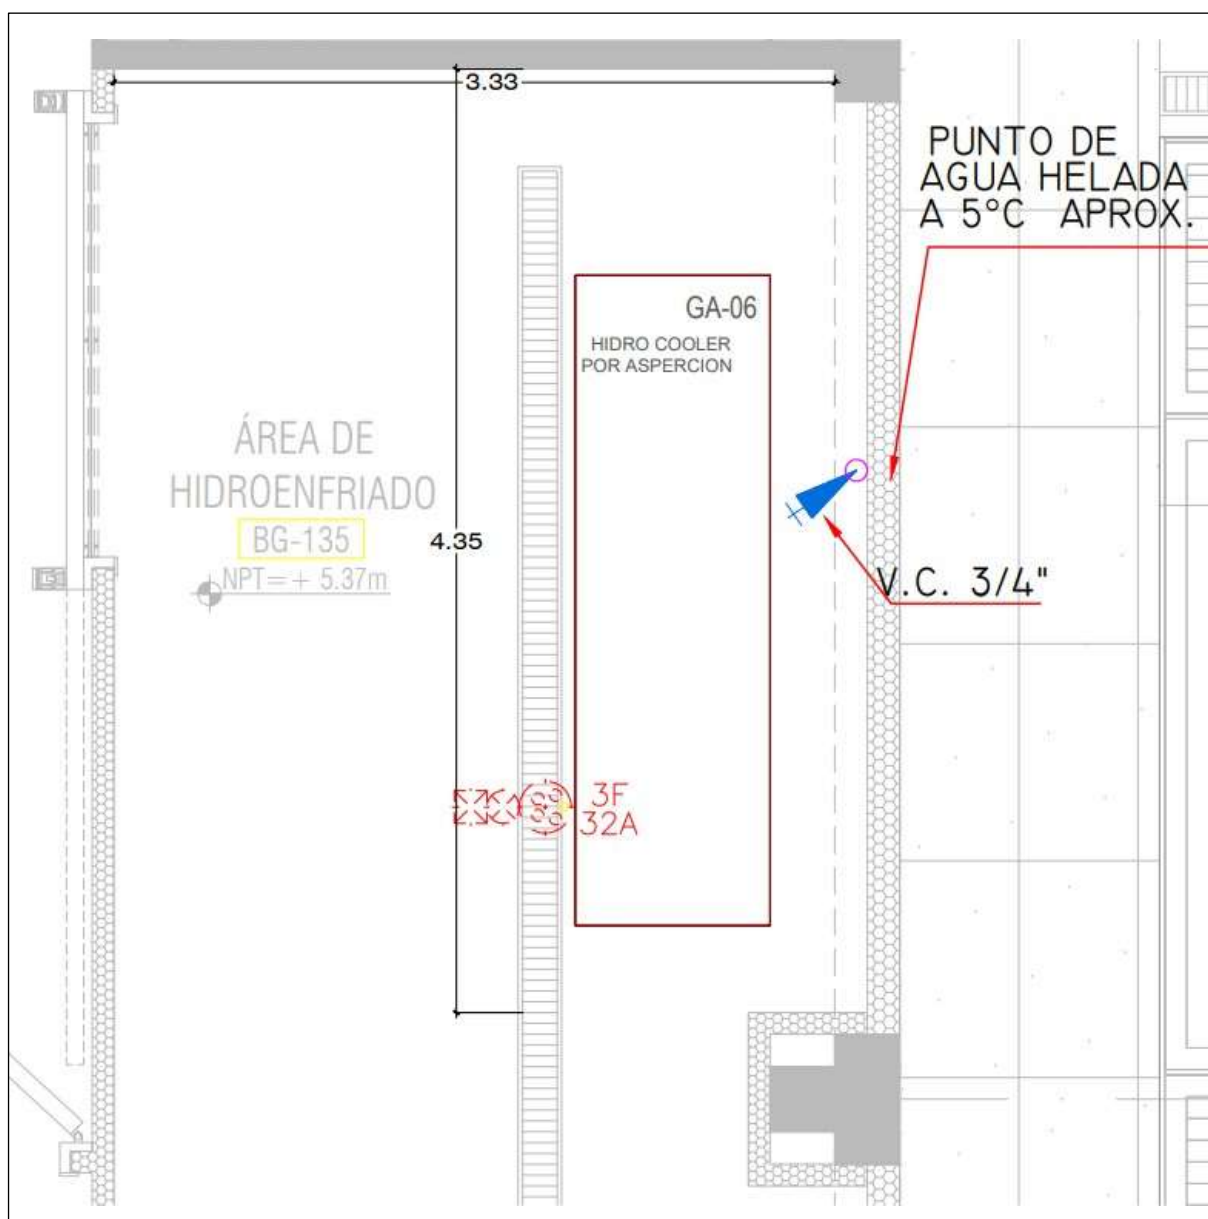 3.33
PUNTO DE
AGUA HELADA
A 5°C APROX.
GA-06
HIDRO COOLER
POR ASPERCION
ÁREA DE
HIDROENFRIADO
BG-135
NPT=+ 5.37m
4.35
V.C. 3/4"
3F
32A